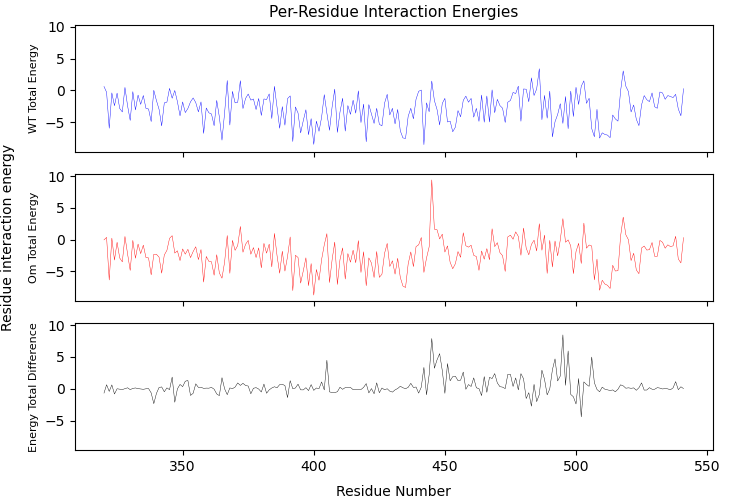 Per-Residue Interaction Energies
Residue interaction energy
WT Total Energy
10
5
0
−5
Om Total Energy
10
5
0
−5
Energy Total Difference
10
5
0
−5
350 400 450 500 550
Residue Number